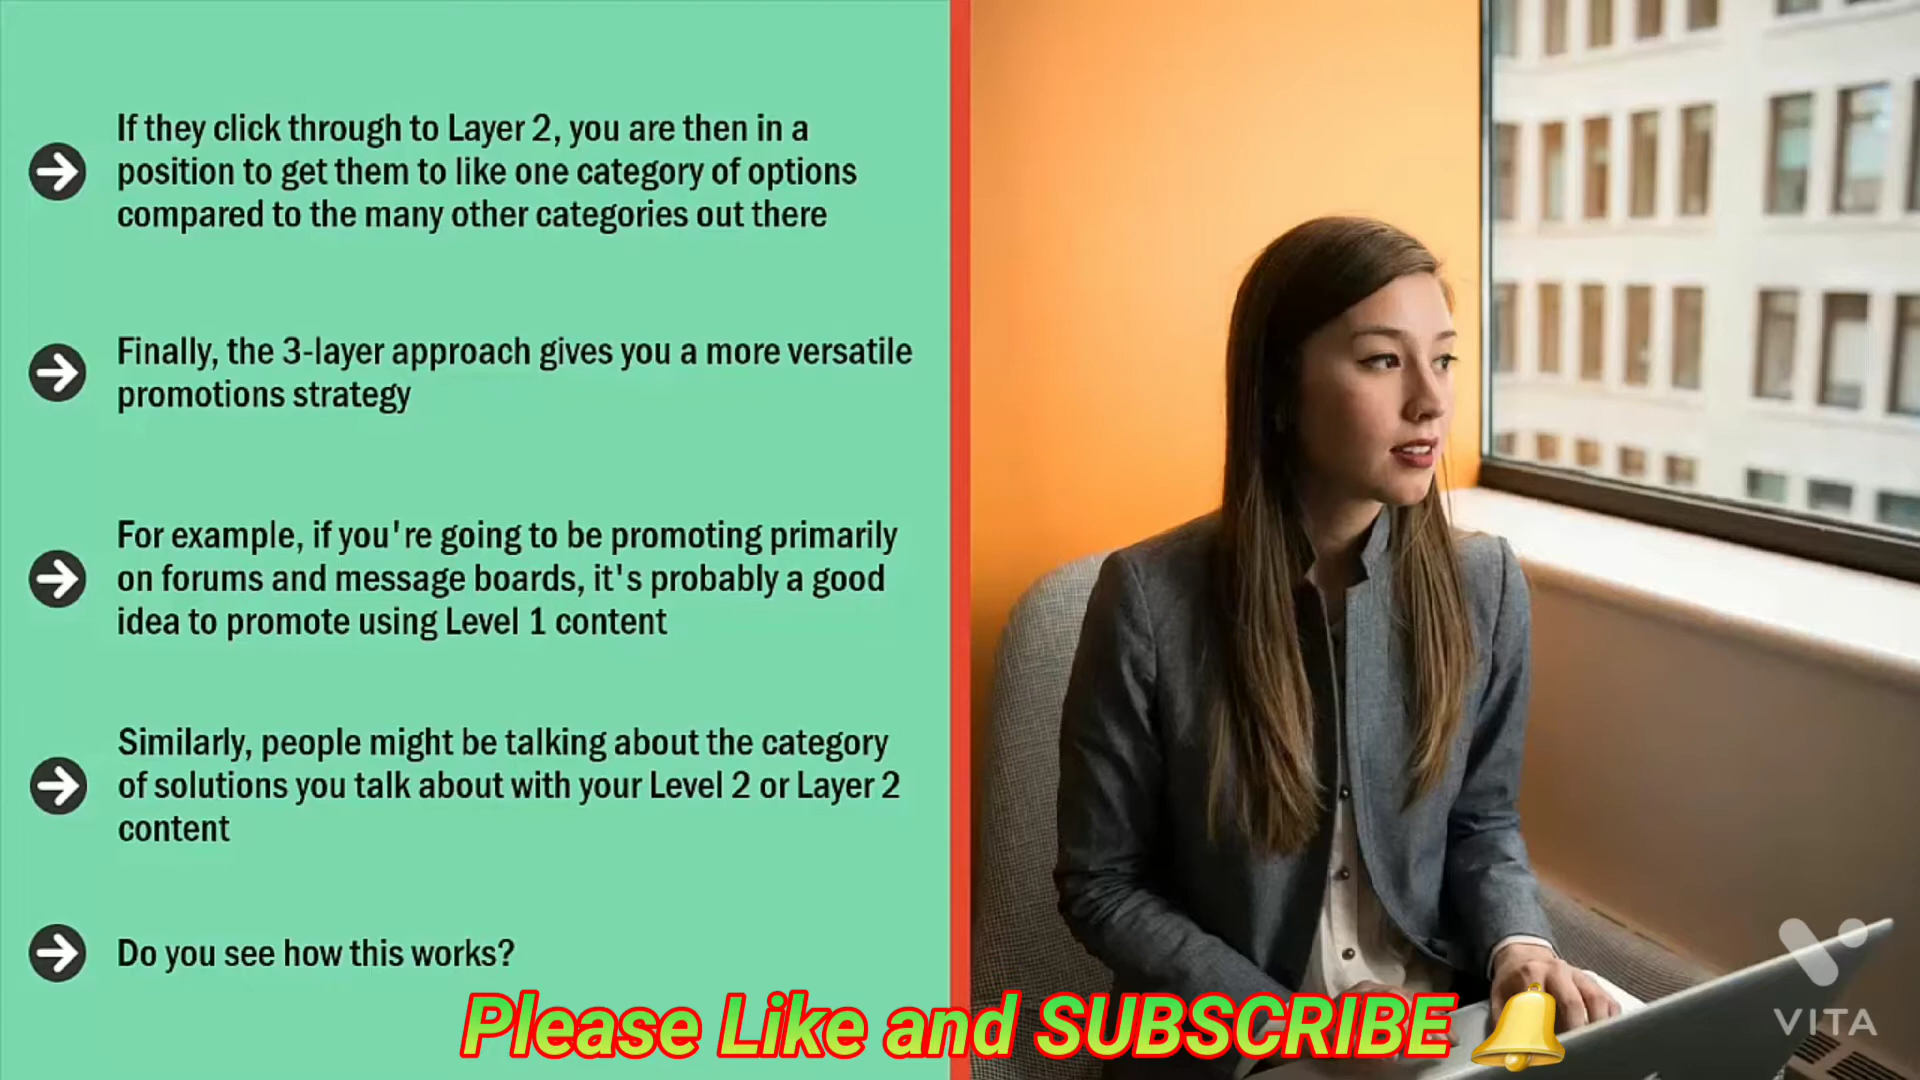 If they click through to Layer 2, you are then in a
position to get them to like one category of options
compared to the many other categories out there
Finally, the 3-layer approach gives you a more versatile
promotions strategy
For example, if you're going to be promoting primarily
on forums and message boards, it's probably a good
idea to promote using Level 1 content
Similarly, people might be talking about the category
of solutions you talk about with your Level 2 or Layer 2
content
Do you see how this works?
Please Like and SUBSCRIBE
VITA